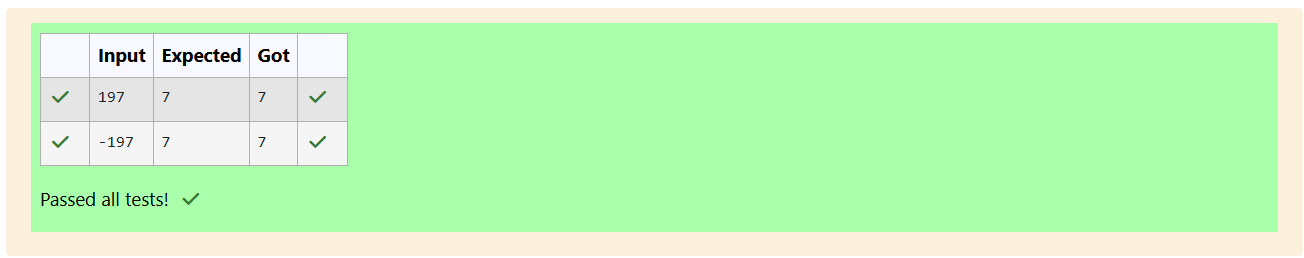 Input Expected Got
197 7 7
-197 7 7
Passed all tests!